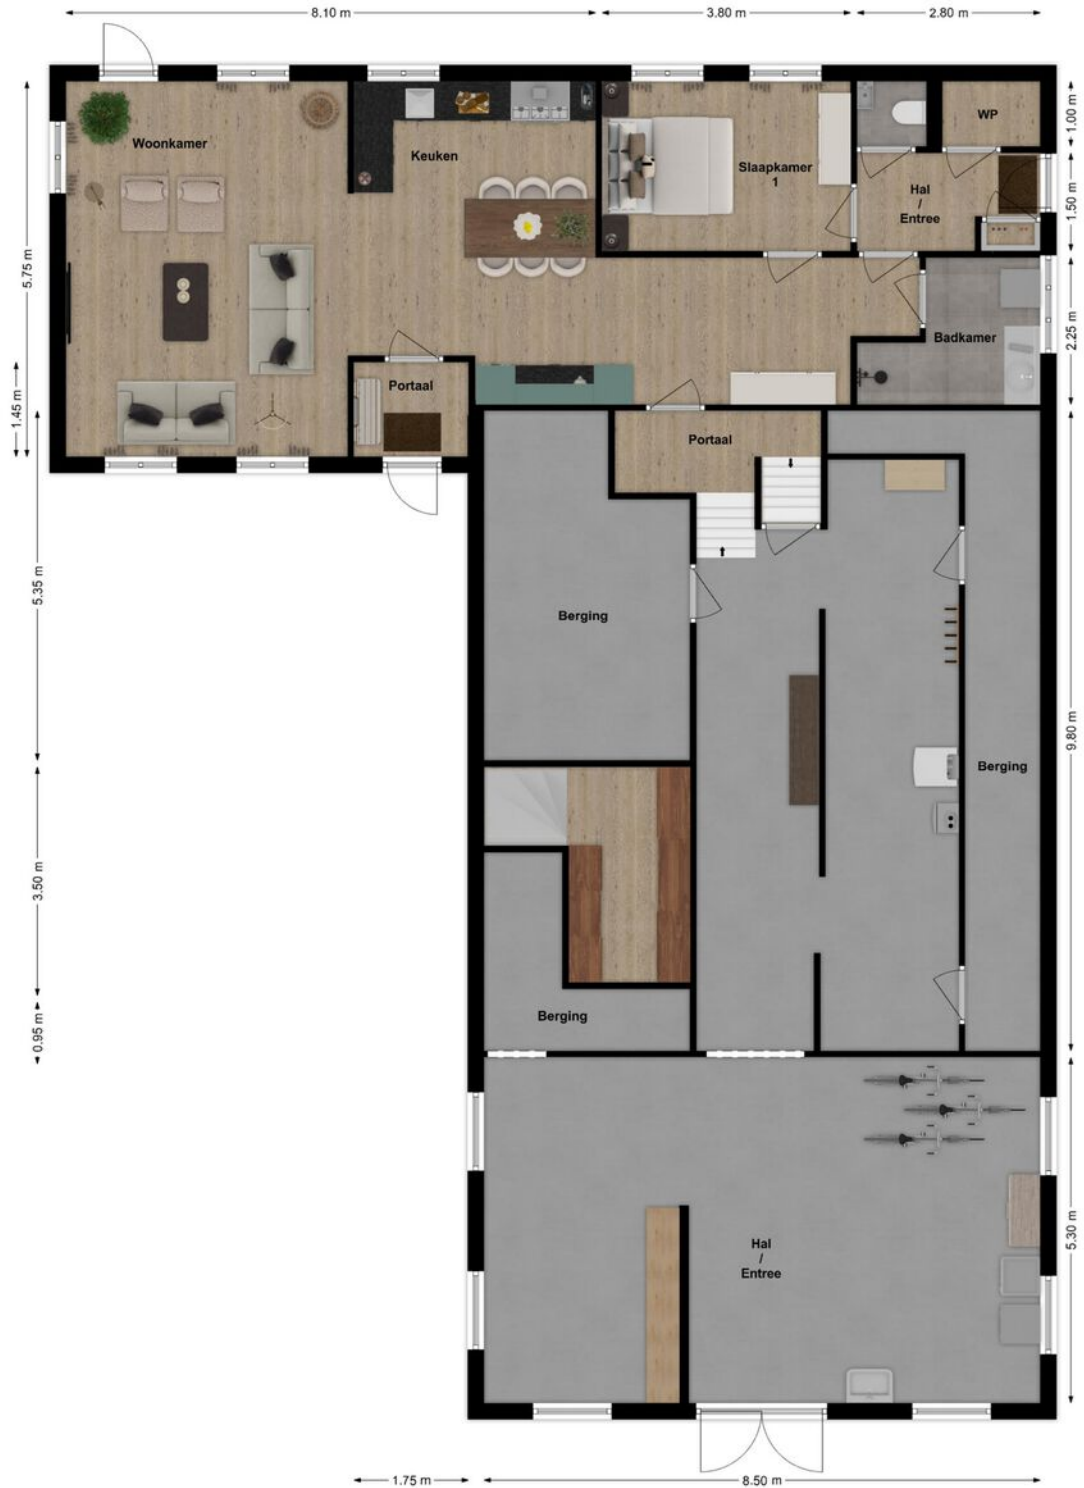 8.10 m
3.80 m
2.80 m
Woonkamer
Keuken
Slaapkamer
1
WP
Hal
/
Entree
1.00 m
1.50 m
5.75 m
2.25 m
Badkamer
Portaal
1.45 m
Portaal
5.35 m
Berging
9.80 m
Berging
3.50 m
0.95 m
Berging
5.30 m
Hal
/
Entree
1.75 m
8.50 m